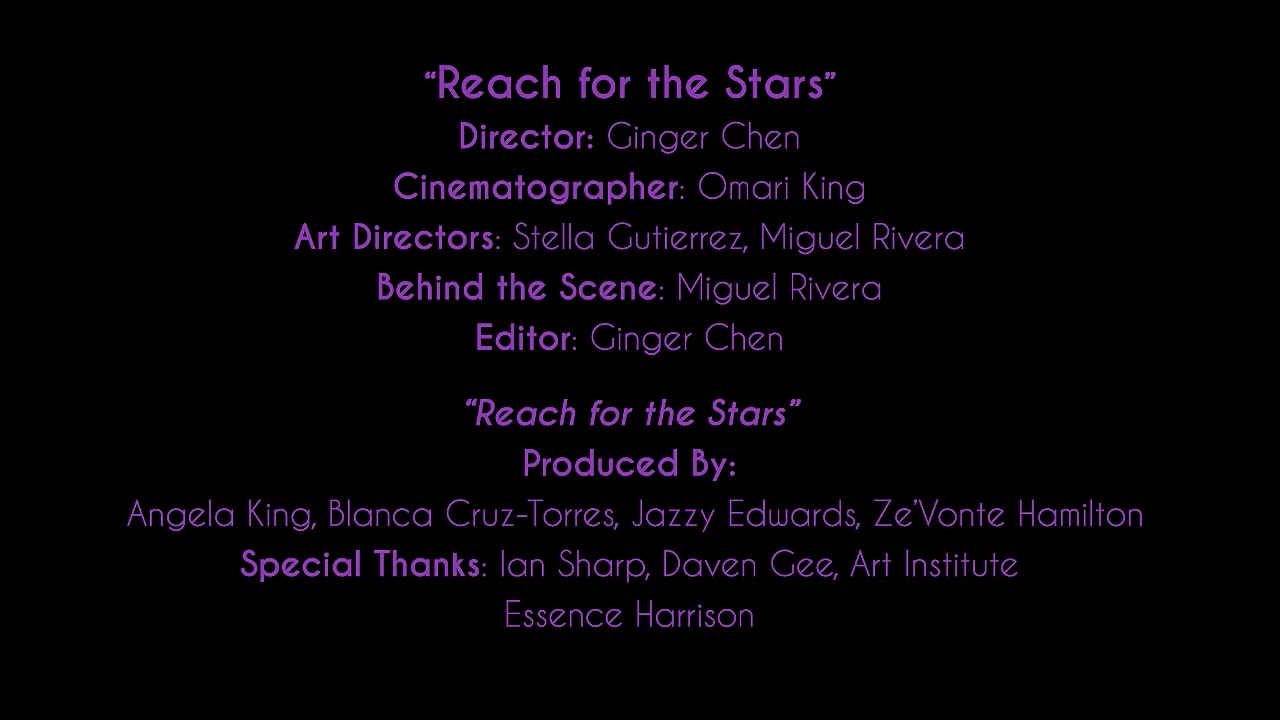 “Reach for the Stars”
Director: Ginger Chen
Cinematographer: Omari King
Art Directors: Stella Gutierrez, Miguel Rivera
Behind the Scene: Miguel Rivera
Editor: Ginger Chen
“Reach for the Stars”
Produced By:
Angela King, Blanca Cruz-Torres, Jazzy Edwards, Ze’Vonte Hamilton
Special Thanks: Ian Sharp, Daven Gee, Art Institute
Essence Harrison